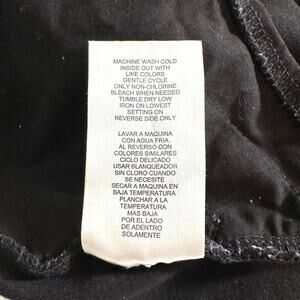 MACHINE WASH COLD
INSIDE OUT WITH
LIKE COLORS
GENTLE CYCLE
ONLY NON-CHLORINE
BLEACH WHEN NEEDED
TUMBLE DRY LOW
IRON ON LOWEST
SETTING ON
REVERSE SIDE ONLY
LAVAR A MAQUINA
CON AGUA FRIA
AL REVERSO CON
COLORES SIMILARES
CICLO DELICADO
USAR BLANQUEADOR
SIN CLORO CUANDO
SE NECESITE
SECAR A MAQUINA EN
BAJA TEMPERATURA
PLANCHAR A LA
TEMPERATURA
MAS BAJA
POR EL LADO
DE ADENTRO
SOLAMENTE